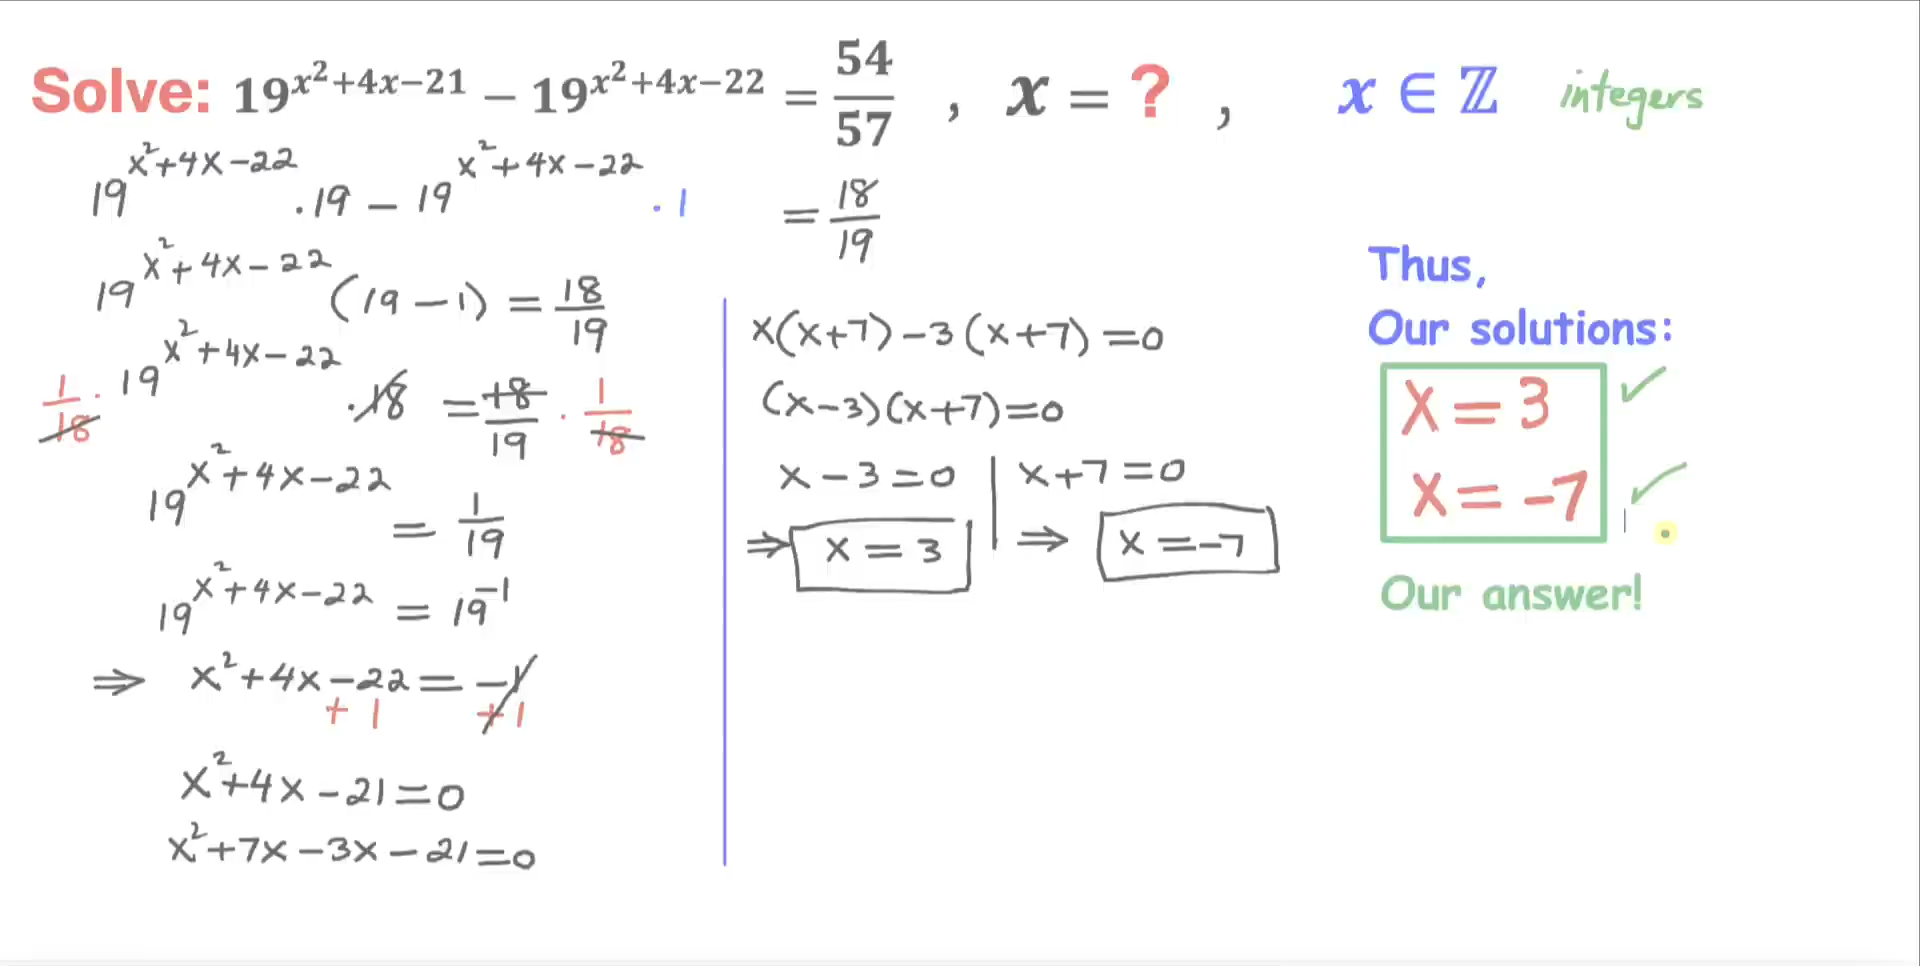 Solve: 19^{x²+4x−21} − 19^{x²+4x−22} = 54/57 , x = ? , x ∈ ℤ integers
19^{x²+4x−22} · 19 − 19^{x²+4x−22} · 1 = 18/19
19^{x²+4x−22} (19 − 1) = 18/19
1/18 · 19^{x²+4x−22} · 18 = 18/19 · 1/18
19^{x²+4x−22} = 1/19
19^{x²+4x−22} = 19^{−1}
⇒ x²+4x−22 = −1
+1 +1
x²+4x−21=0
x²+7x−3x−21=0
x(x+7)−3(x+7)=0
(x−3)(x+7)=0
x−3=0 | x+7=0
⇒ x = 3 ⇒ x = −7
Thus,
Our solutions:
x = 3 ✓
x = −7 ✓
Our answer!